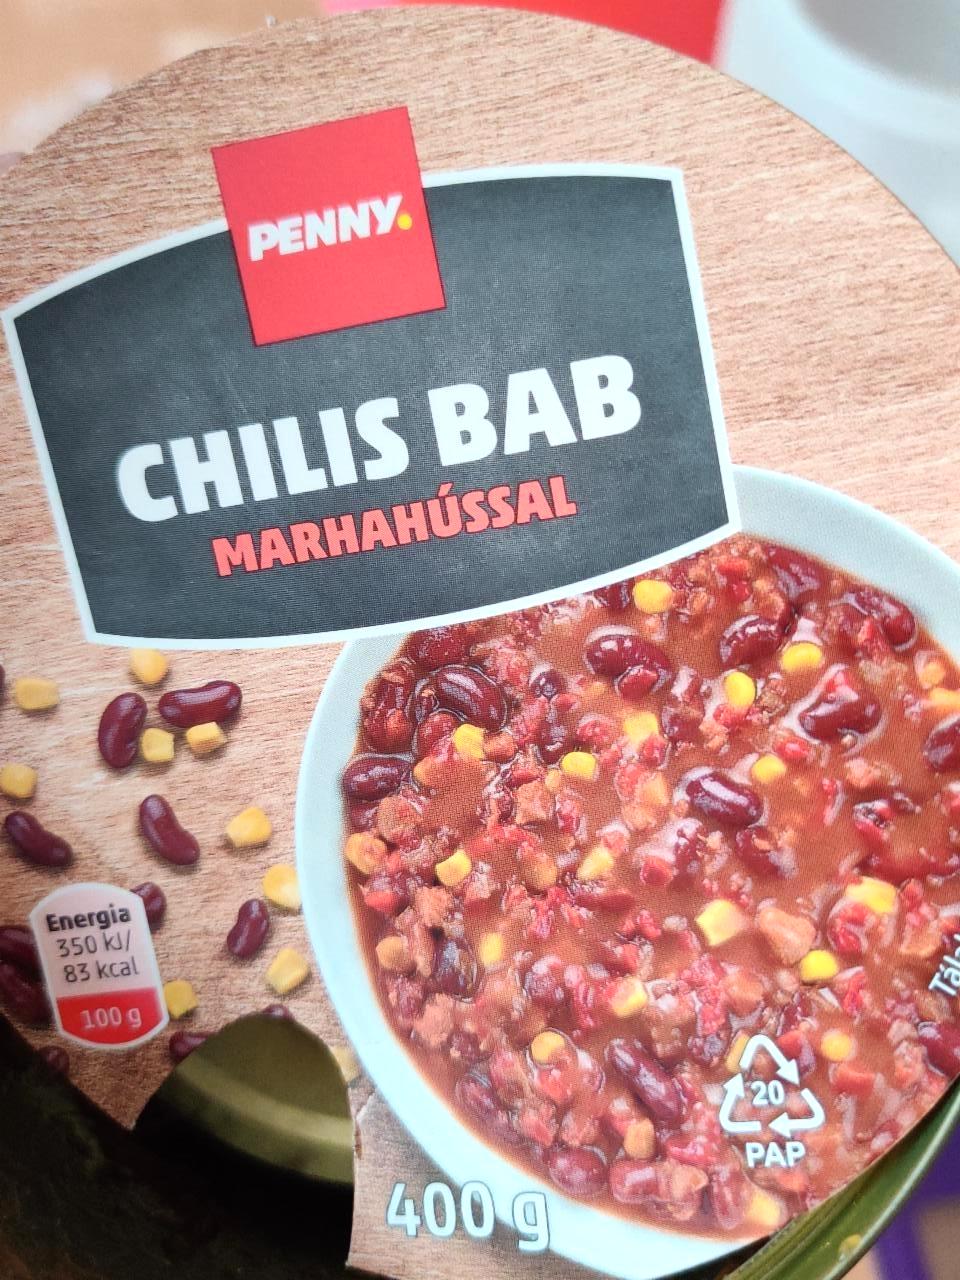 PENNY.
CHILIS BAB
MARHAHÚSSAL
Energia
350 kJ/
83 kcal
100 g
20
PAP
400 g